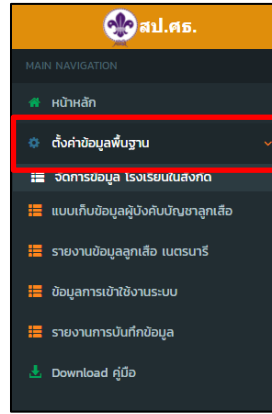 สป.ศธ.
MAIN NAVIGATION
หน้าหลัก
ตั้งค่าข้อมูลพื้นฐาน
จัดการข้อมูล โรงเรียนในสังกัด
แบบเก็บข้อมูลผู้บังคับบัญชาลูกเสือ
รายงานข้อมูลลูกเสือ เนตรนารี
ข้อมูลการเข้าใช้งานระบบ
รายงานการบันทึกข้อมูล
Download คู่มือ